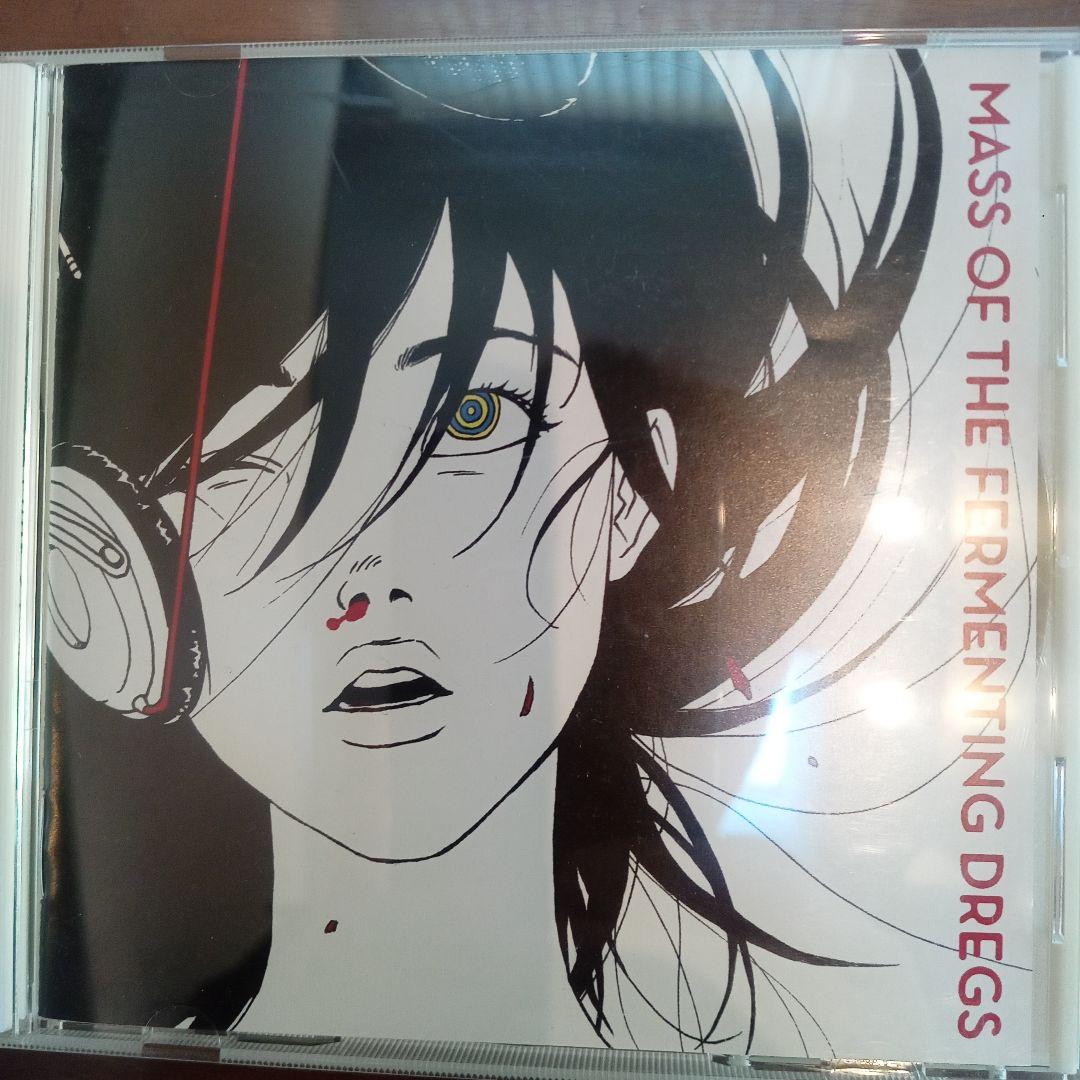 MASS OF THE FERMENTING DREGS